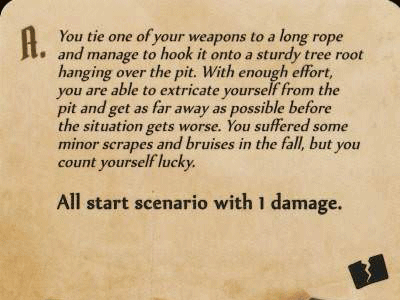 A. You tie one of your weapons to a long rope
and manage to hook it onto a sturdy tree root
hanging over the pit. With enough effort,
you are able to extricate yourself from the
pit and get as far away as possible before
the situation gets worse. You suffered some
minor scrapes and bruises in the fall, but you
count yourself lucky.
All start scenario with 1 damage.